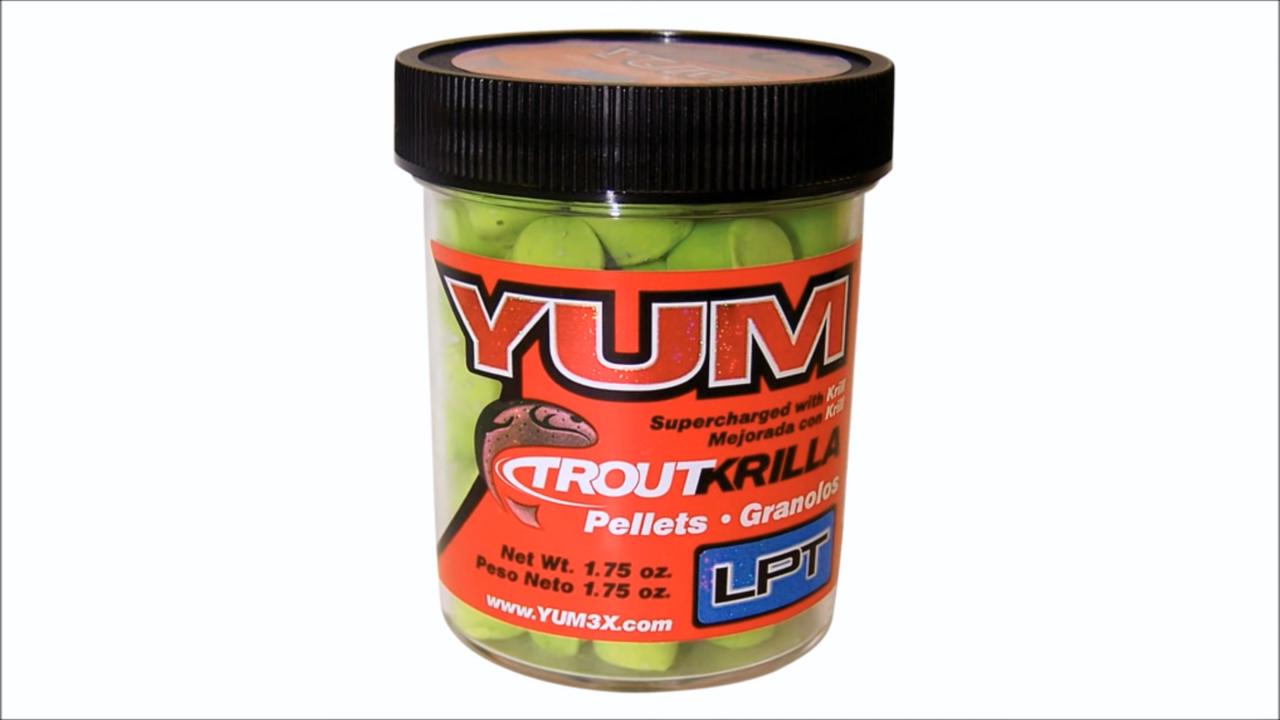 YUM
YUM
Supercharged with Krill
Mejorada con Krill
TROUTKRILLA
Pellets • Granolos
Net Wt. 1.75 oz.
Peso Neto 1.75 oz.
LPT
www.YUM3X.com